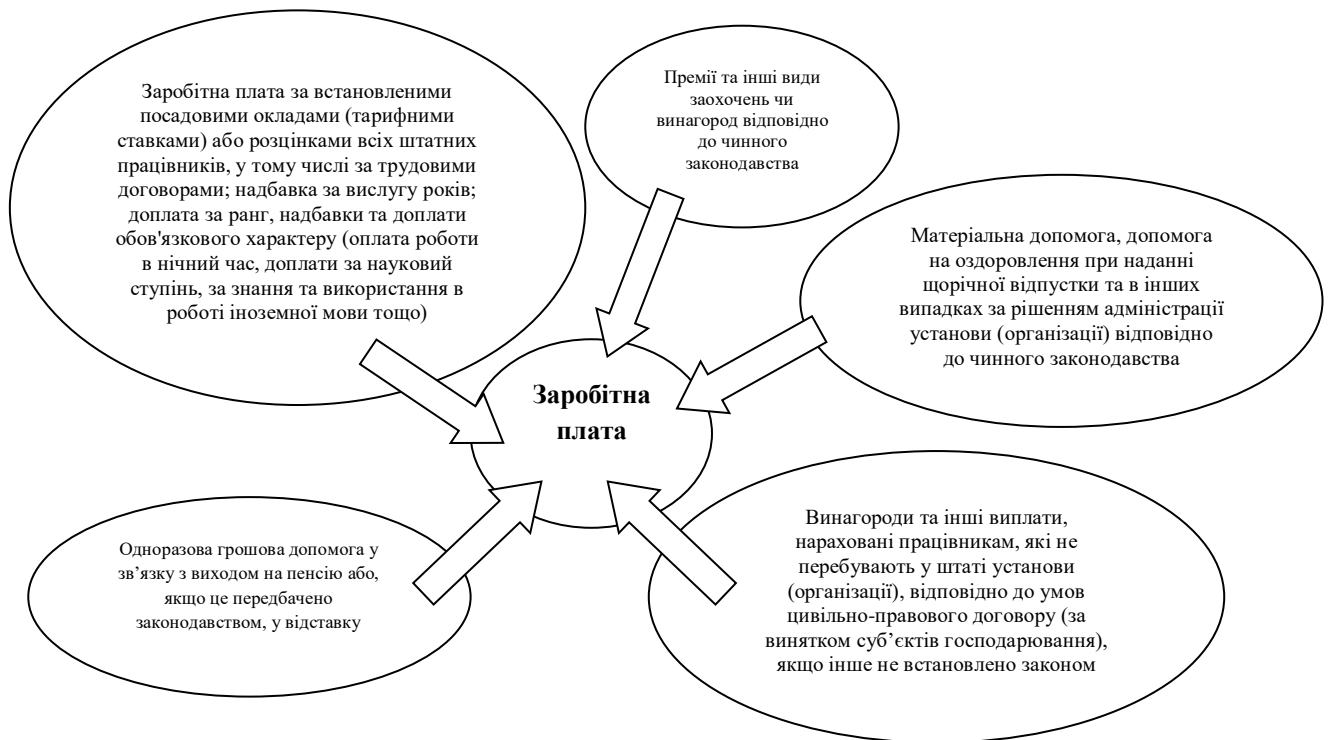 Заробітна плата за встановленими
посадовими окладами (тарифними
ставками) або розцінками всіх штатних
працівників, у тому числі за трудовими
договорами; надбавка за вислугу років;
доплата за ранг, надбавки та доплати
обов'язкового характеру (оплата роботи
в нічний час, доплати за науковий
ступінь, за знання та використання в
роботі іноземної мови тощо)
Премії та інші види
заохочень чи
винагород відповідно
до чинного
законодавства
Матеріальна допомога, допомога
на оздоровлення при наданні
щорічної відпустки та в інших
випадках за рішенням адміністрації
установи (організації) відповідно
до чинного законодавства
Заробітна
плата
Одноразова грошова допомога у
зв’язку з виходом на пенсію або,
якщо це передбачено
законодавством, у відставку
Винагороди та інші виплати,
нараховані працівникам, які не
перебувають у штаті установи
(організації), відповідно до умов
цивільно-правового договору (за
винятком суб’єктів господарювання),
якщо інше не встановлено законом